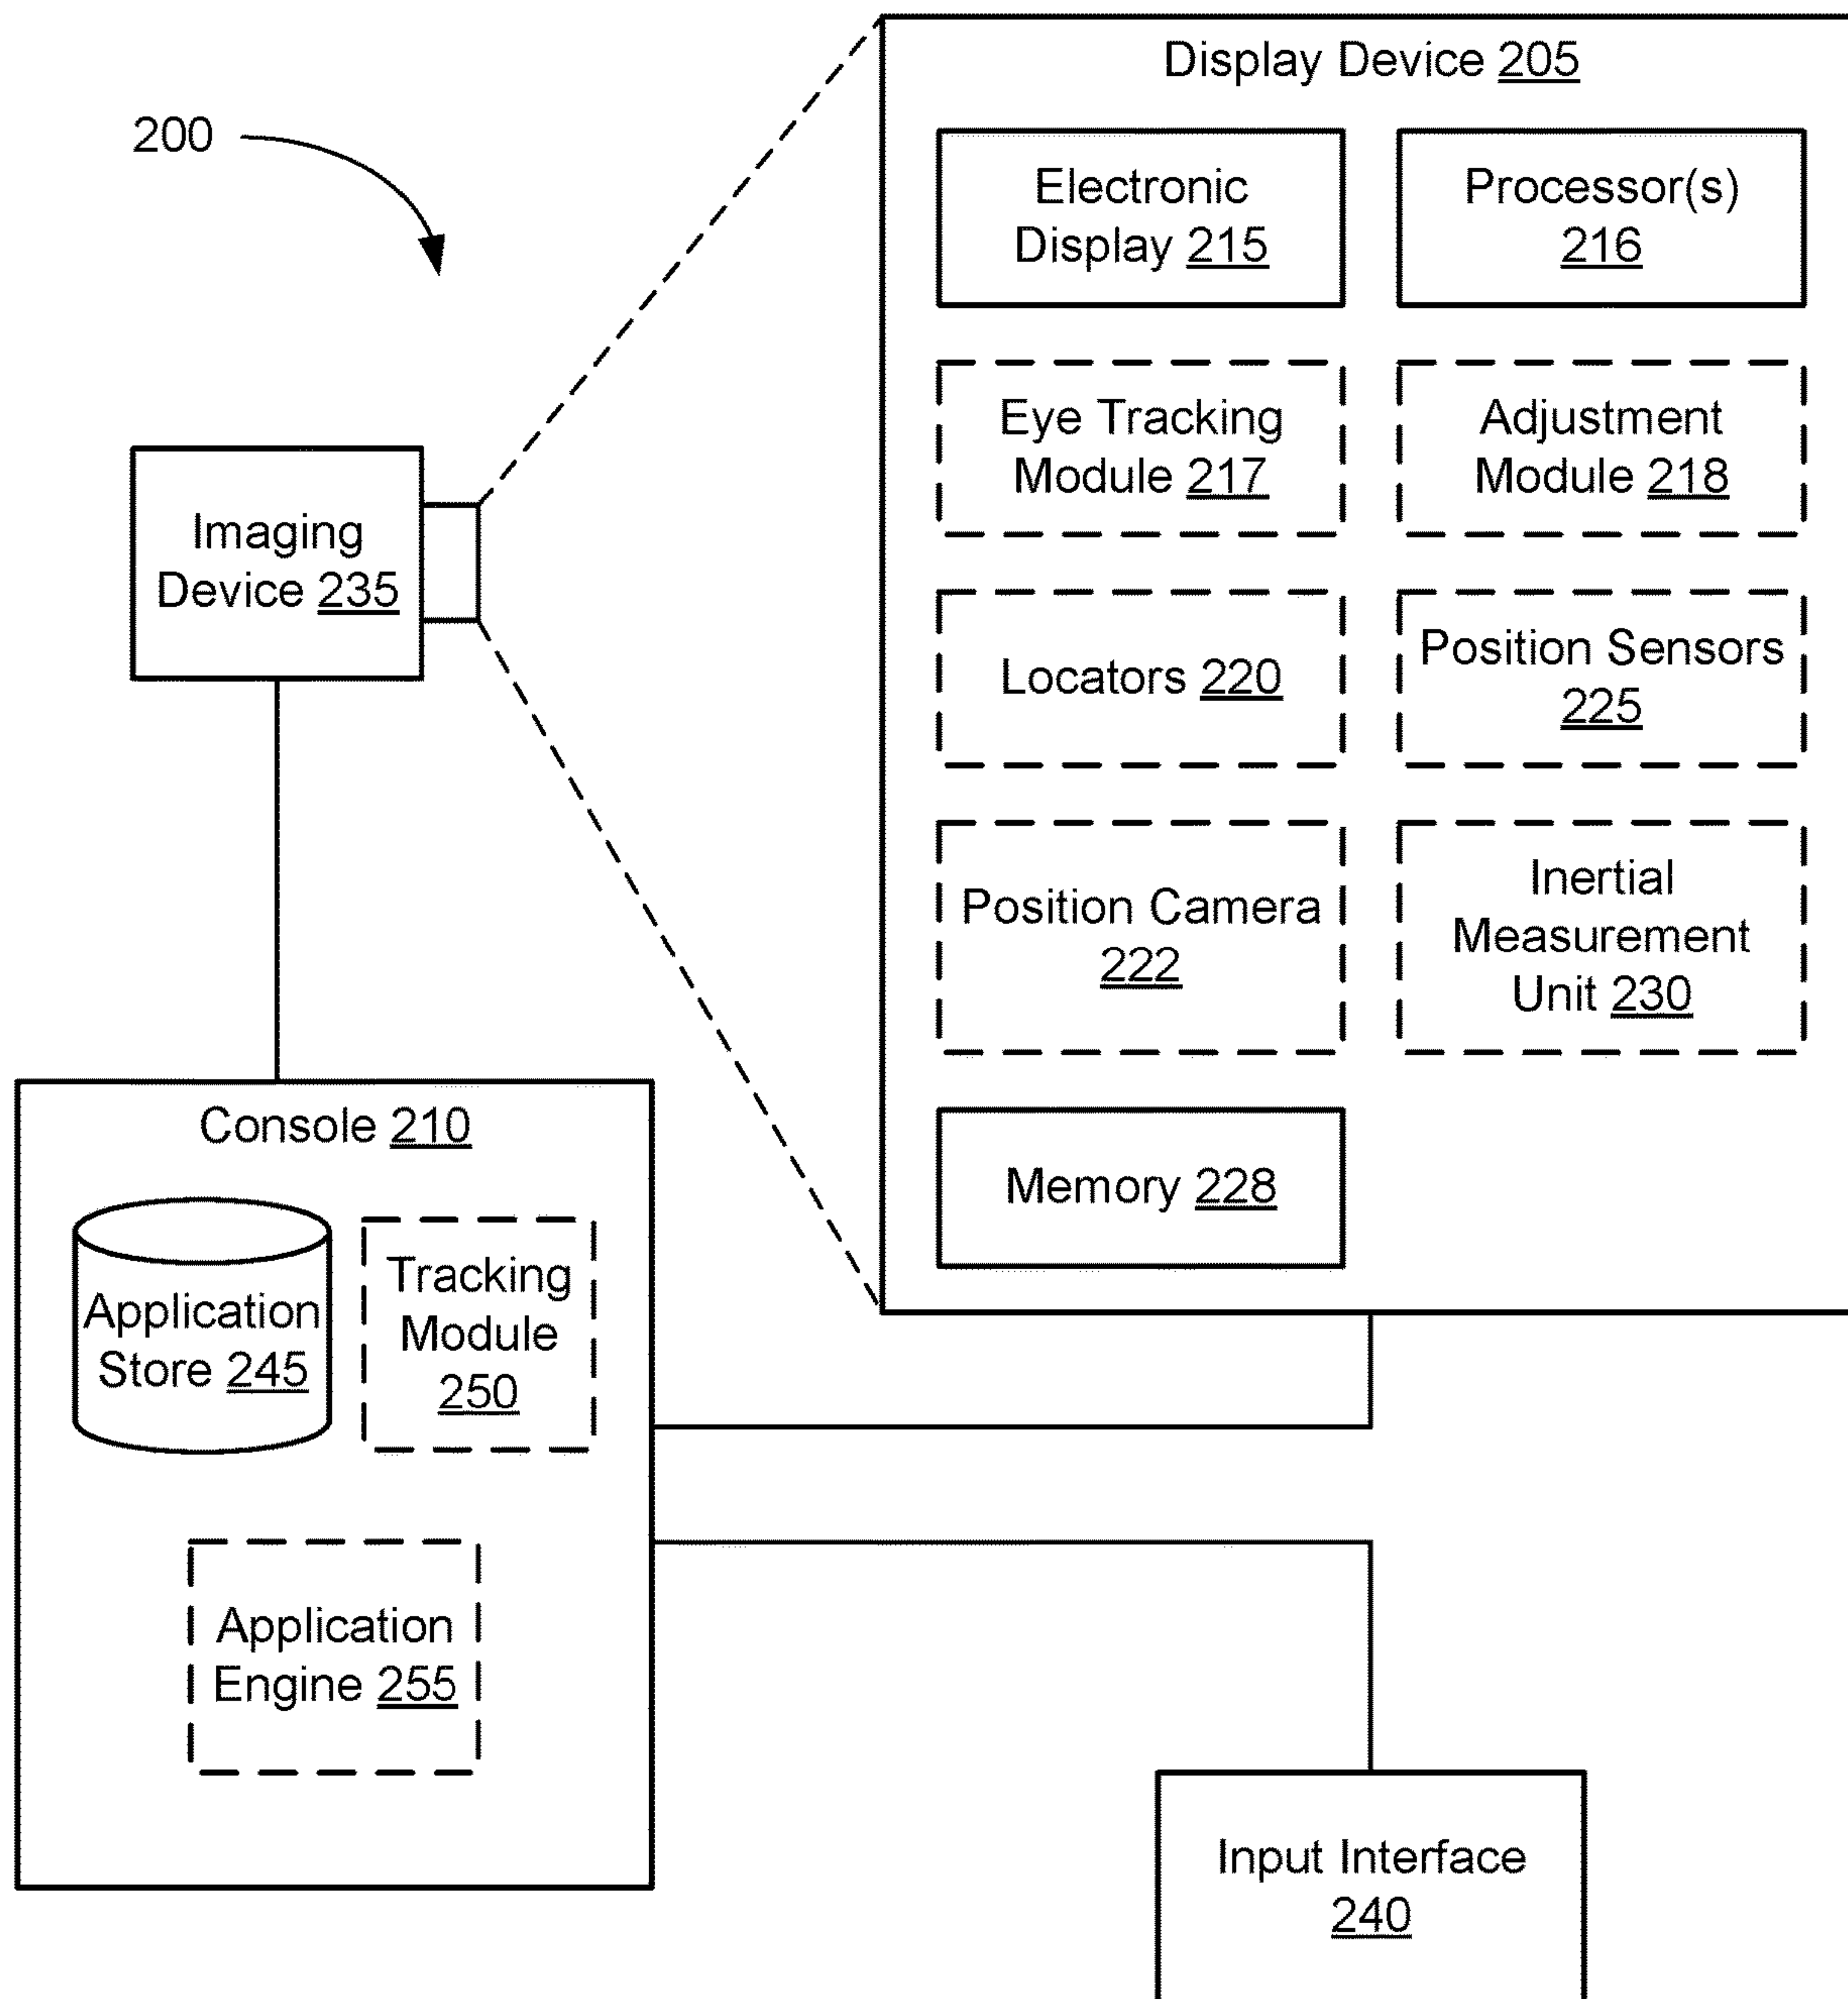 Display Device 205
200
Electronic
Display 215
Processor(s)
216
Eye Tracking
Module 217
Adjustment
Module 218
Imaging
Device 235
Locators 220
Position Sensors
225
Position Camera
222
Inertial
Measurement
Unit 230
Memory 228
Console 210
Application
Store 245
Tracking
Module
250
Application
Engine 255
Input Interface
240